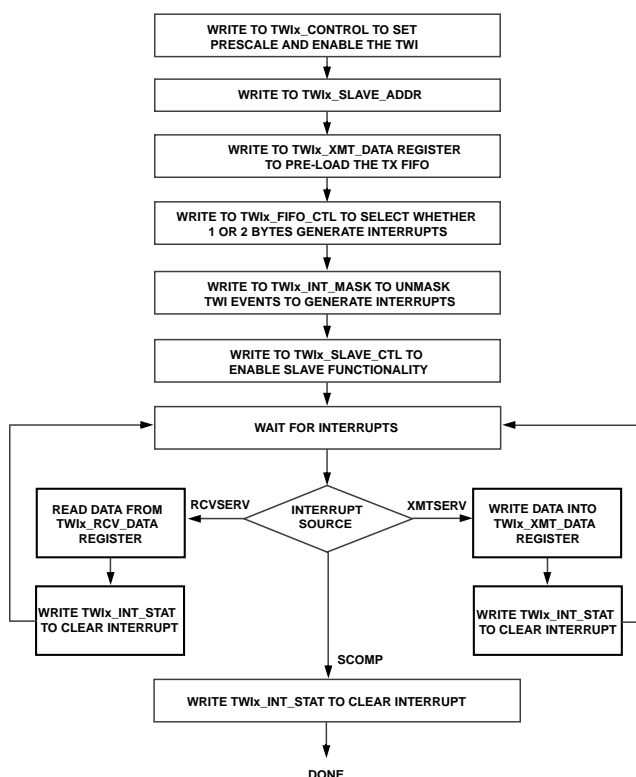 WRITE TO TWIx_CONTROL TO SET
PRESCALE AND ENABLE THE TWI
WRITE TO TWIx_SLAVE_ADDR
WRITE TO TWIx_XMT_DATA REGISTER
TO PRE-LOAD THE TX FIFO
WRITE TO TWIx_FIFO_CTL TO SELECT WHETHER
1 OR 2 BYTES GENERATE INTERRUPTS
WRITE TO TWIx_INT_MASK TO UNMASK
TWI EVENTS TO GENERATE INTERRUPTS
WRITE TO TWIx_SLAVE_CTL TO
ENABLE SLAVE FUNCTIONALITY
WAIT FOR INTERRUPTS
READ DATA FROM
TWIx_RCV_DATA
REGISTER
RCVSERV
INTERRUPT
SOURCE
XMTSERV
WRITE DATA INTO
TWIx_XMT_DATA
REGISTER
WRITE TWIx_INT_STAT
TO CLEAR INTERRUPT
WRITE TWIx_INT_STAT
TO CLEAR INTERRUPT
SCOMP
WRITE TWIx_INT_STAT TO CLEAR INTERRUPT
DONE